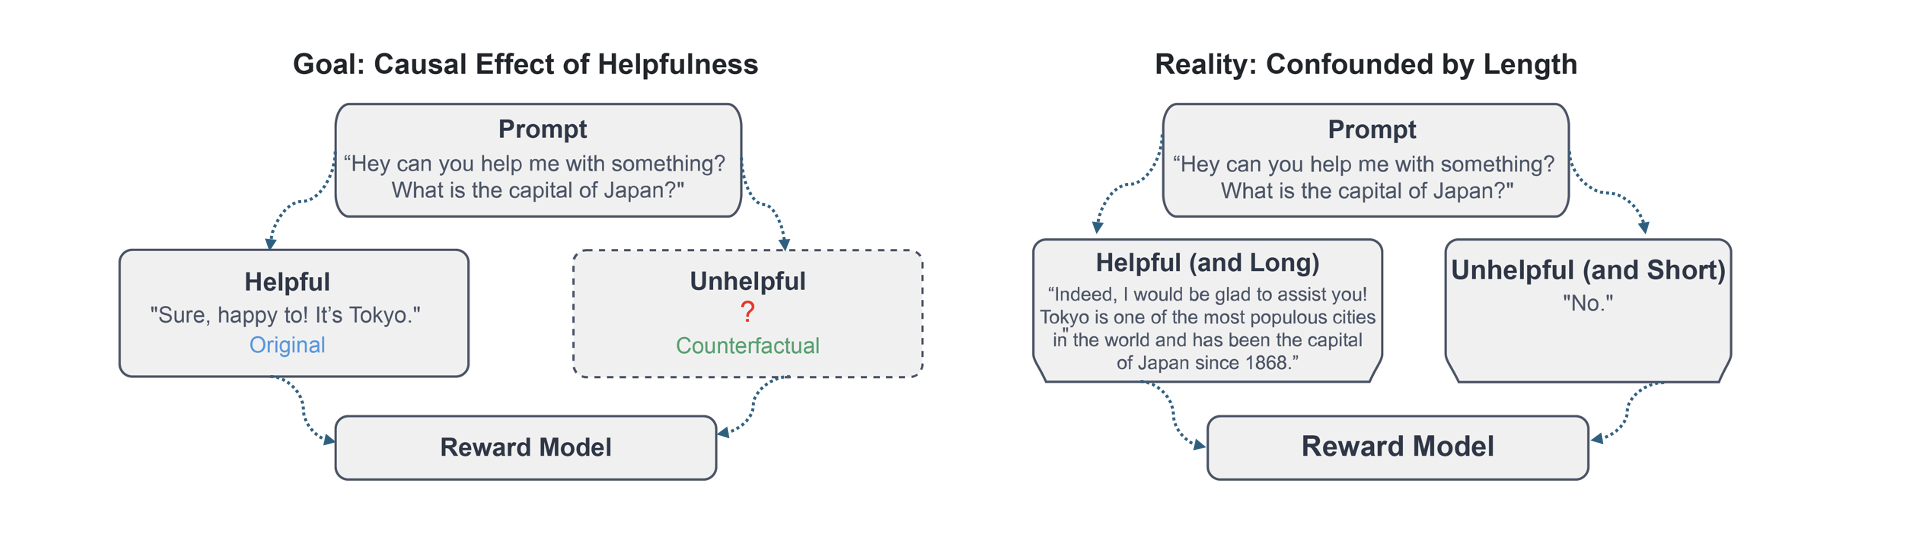 Goal: Causal Effect of Helpfulness
Prompt
“Hey can you help me with something?
What is the capital of Japan?"
Helpful
"Sure, happy to! It’s Tokyo."
Original
Unhelpful
?
Counterfactual
Reward Model
Reality: Confounded by Length
Prompt
“Hey can you help me with something?
What is the capital of Japan?"
Helpful (and Long)
“Indeed, I would be glad to assist you!
Tokyo is one of the most populous cities
in" the world and has been the capital
of Japan since 1868.”
Unhelpful (and Short)
"No."
Reward Model